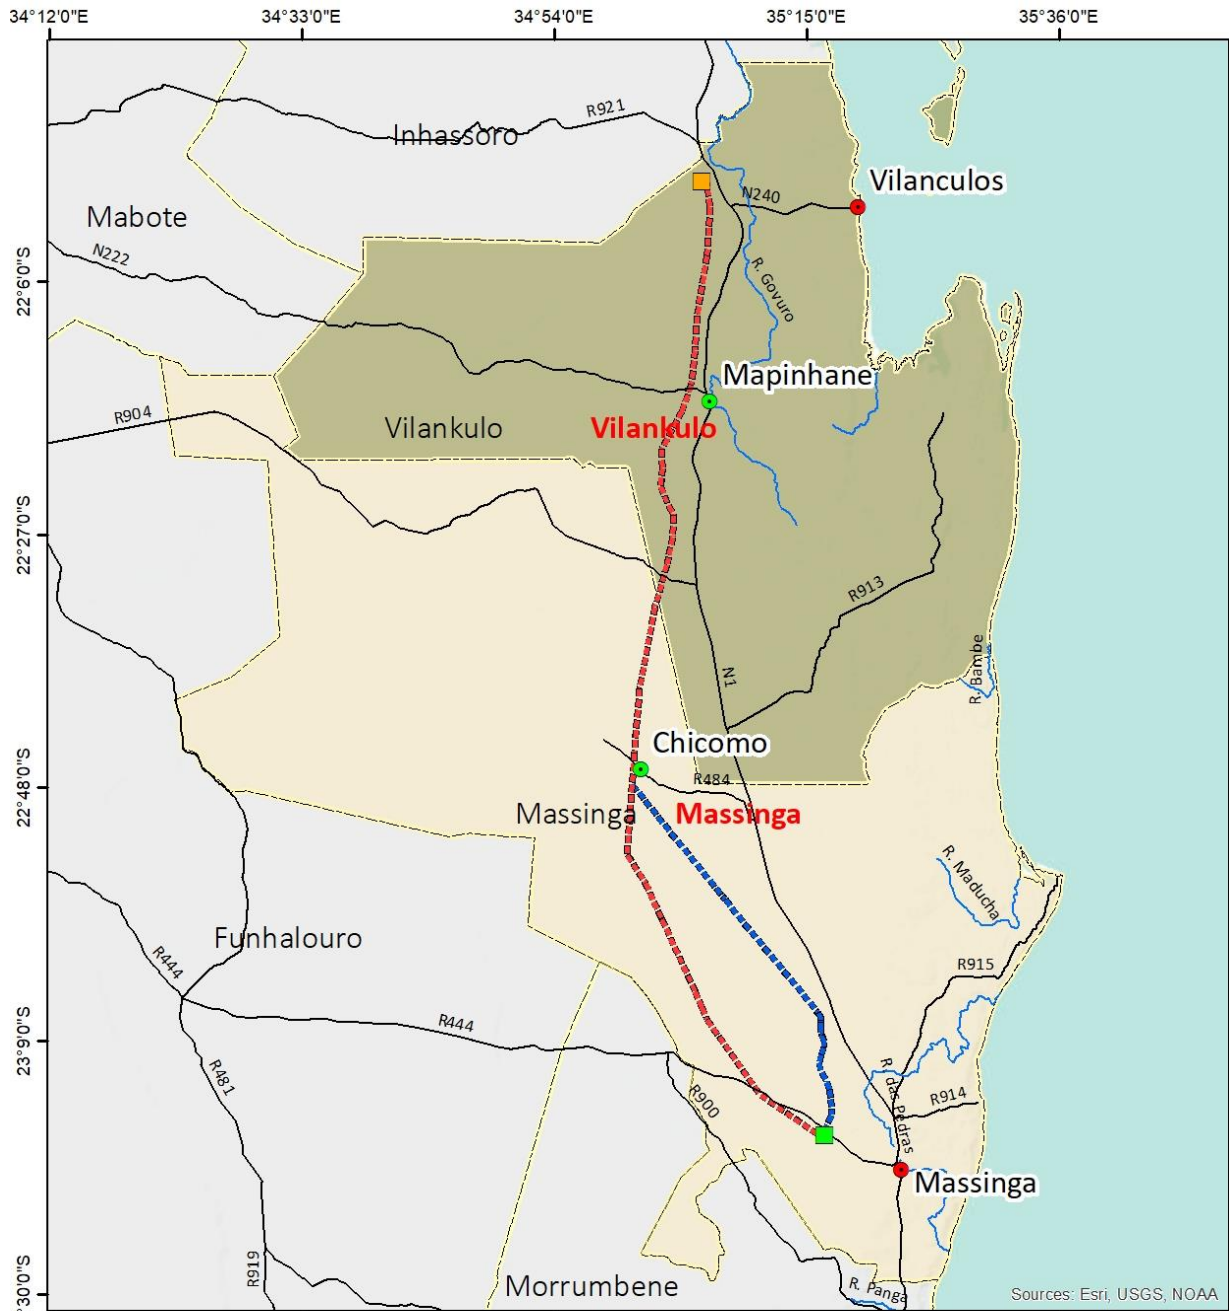 34°12'0"E
34°33'0"E
34°54'0"E
35°15'0"E
35°36'0"E
R921
Inhassoro
Vilanculos
N240
Mabote
N222
22°6'0"S
R. Govuro
Mapinhane
R904
Vilankulo
Vilankulo
22°27'0"S
R913
R. Bambe
N1
Chicomo
R484
22°48'0"S
Massinga
Massinga
R. Maducha
Funhalouro
R444
R915
R444
23°9'0"S
R481
R900
R. das Pedras
R914
Massinga
R919
Morrumbene
R. Panga
30'0"S
Sources: Esri, USGS, NOAA